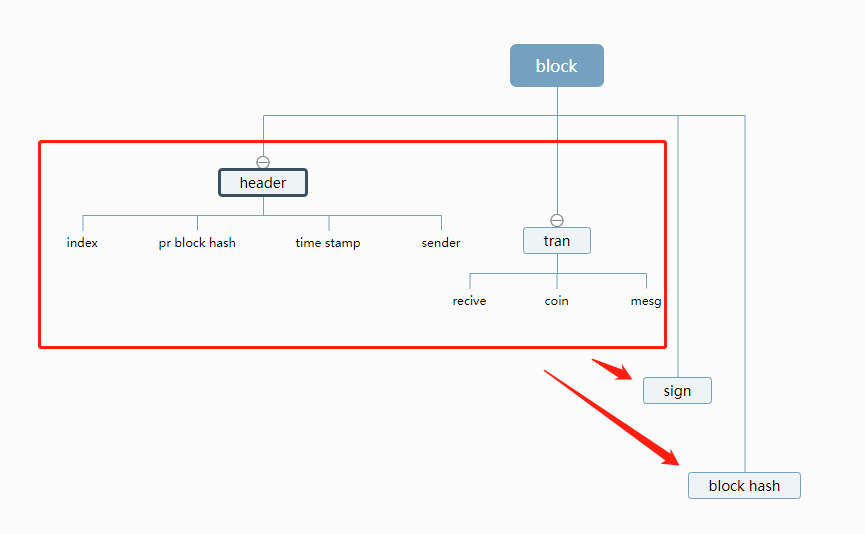 block
header
index
pr block hash
time stamp
sender
tran
recive
coin
mesg
sign
block hash